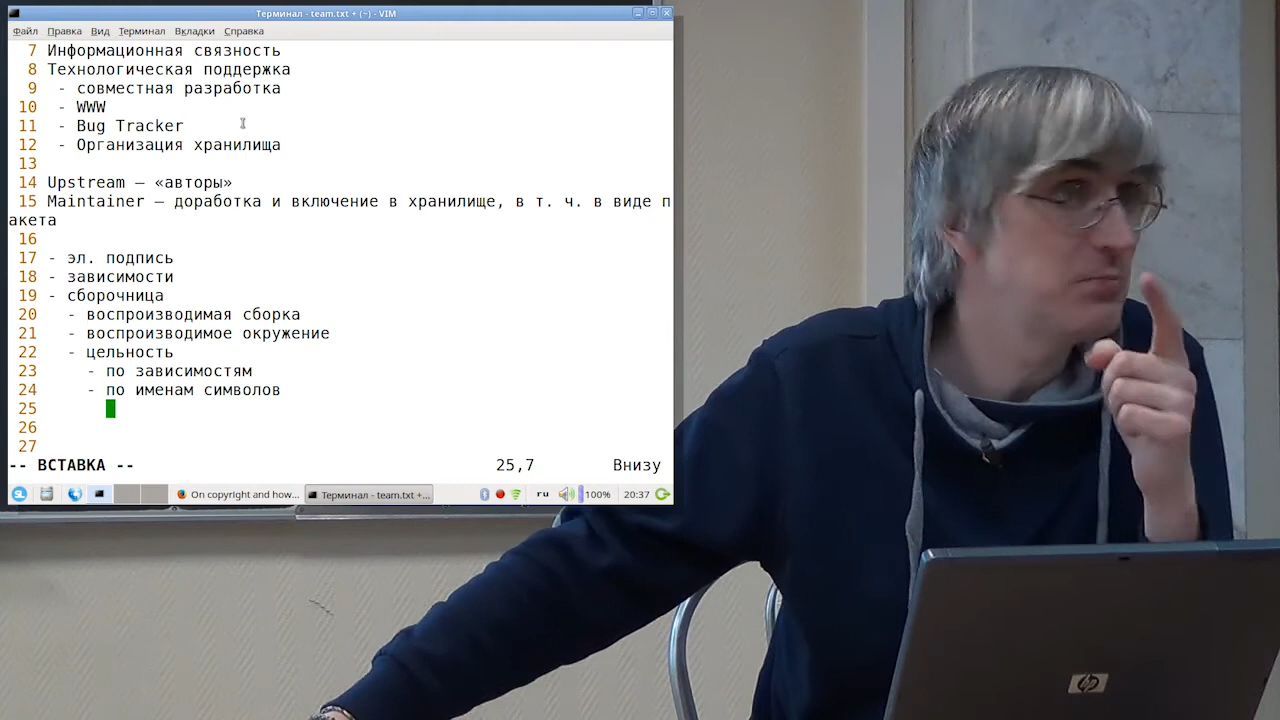 Терминал - team.txt + (~) - VIM
Файл Правка Вид Терминал Вкладки Справка
7 Информационная связность
8 Технологическая поддержка
9 - совместная разработка
10 - WWW
11 - Bug Tracker
12 - Организация хранилища
13
14 Upstream — «авторы»
15 Maintainer — доработка и включение в хранилище, в т. ч. в виде п
акета
16
17 - эл. подпись
18 - зависимости
19 - сборочница
20 - воспроизводимая сборка
21 - воспроизводимое окружение
22 - цельность
23 - по зависимостям
24 - по именам символов
25
26
27
-- ВСТАВКА -- 25,7 Внизу
SL On copyright and how... Терминал - team.txt +... ru 100% 20:37
hp